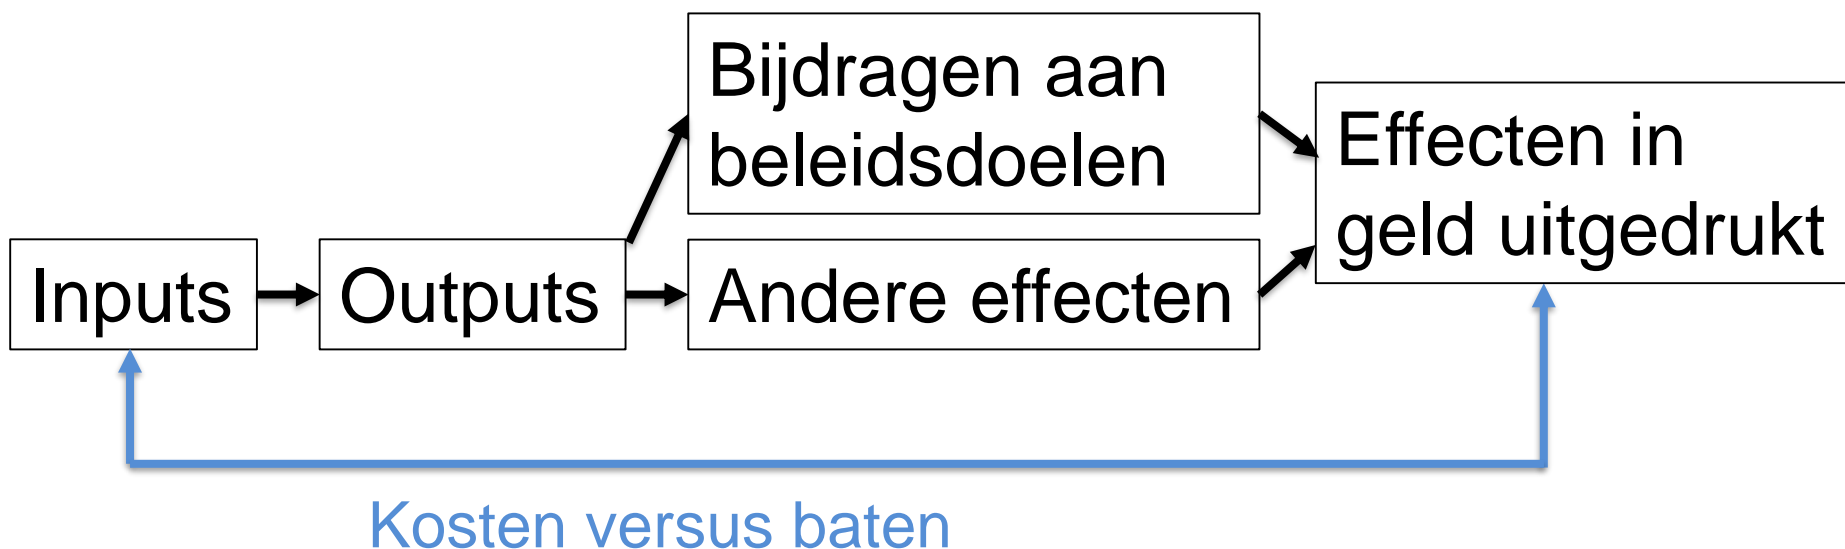 Bijdragen aan
beleidsdoelen
Effecten in
geld uitgedrukt
Inputs
Outputs
Andere effecten
Kosten versus baten